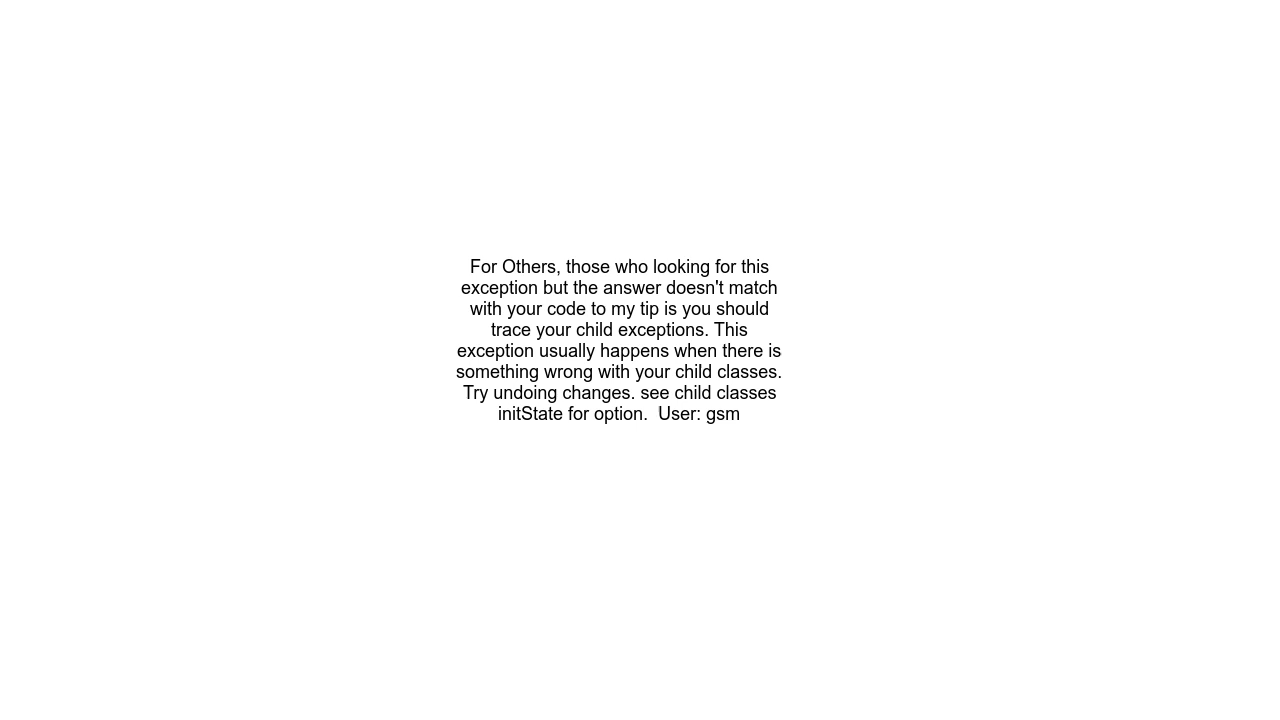 For Others, those who looking for this
exception but the answer doesn't match
with your code to my tip is you should
trace your child exceptions. This
exception usually happens when there is
something wrong with your child classes.
Try undoing changes. see child classes
initState for option.  User: gsm